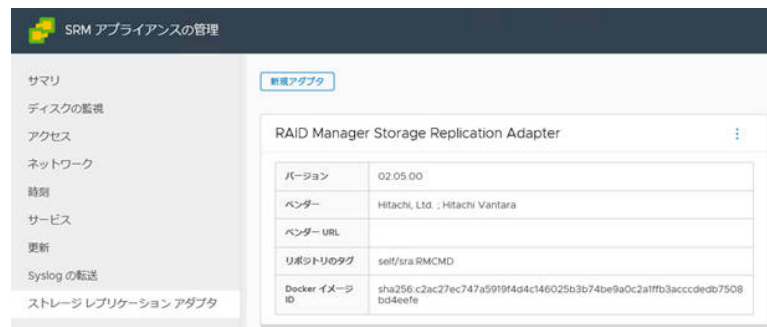 SRM アプライアンスの管理
サマリ
ディスクの監視
アクセス
ネットワーク
時刻
サービス
更新
Syslog の転送
ストレージ レプリケーション アダプタ
新規アダプタ
RAID Manager Storage Replication Adapter
バージョン 02.05.00
ベンダー Hitachi, Ltd. ; Hitachi Vantara
ベンダー URL
リポジトリのタグ self/sra:RMCMD
Docker イメージ ID sha256:c2ac27ec747a5919f4d4c146025b3b74be9a0c2a1ffb3acccdedb7508
bd4eefe